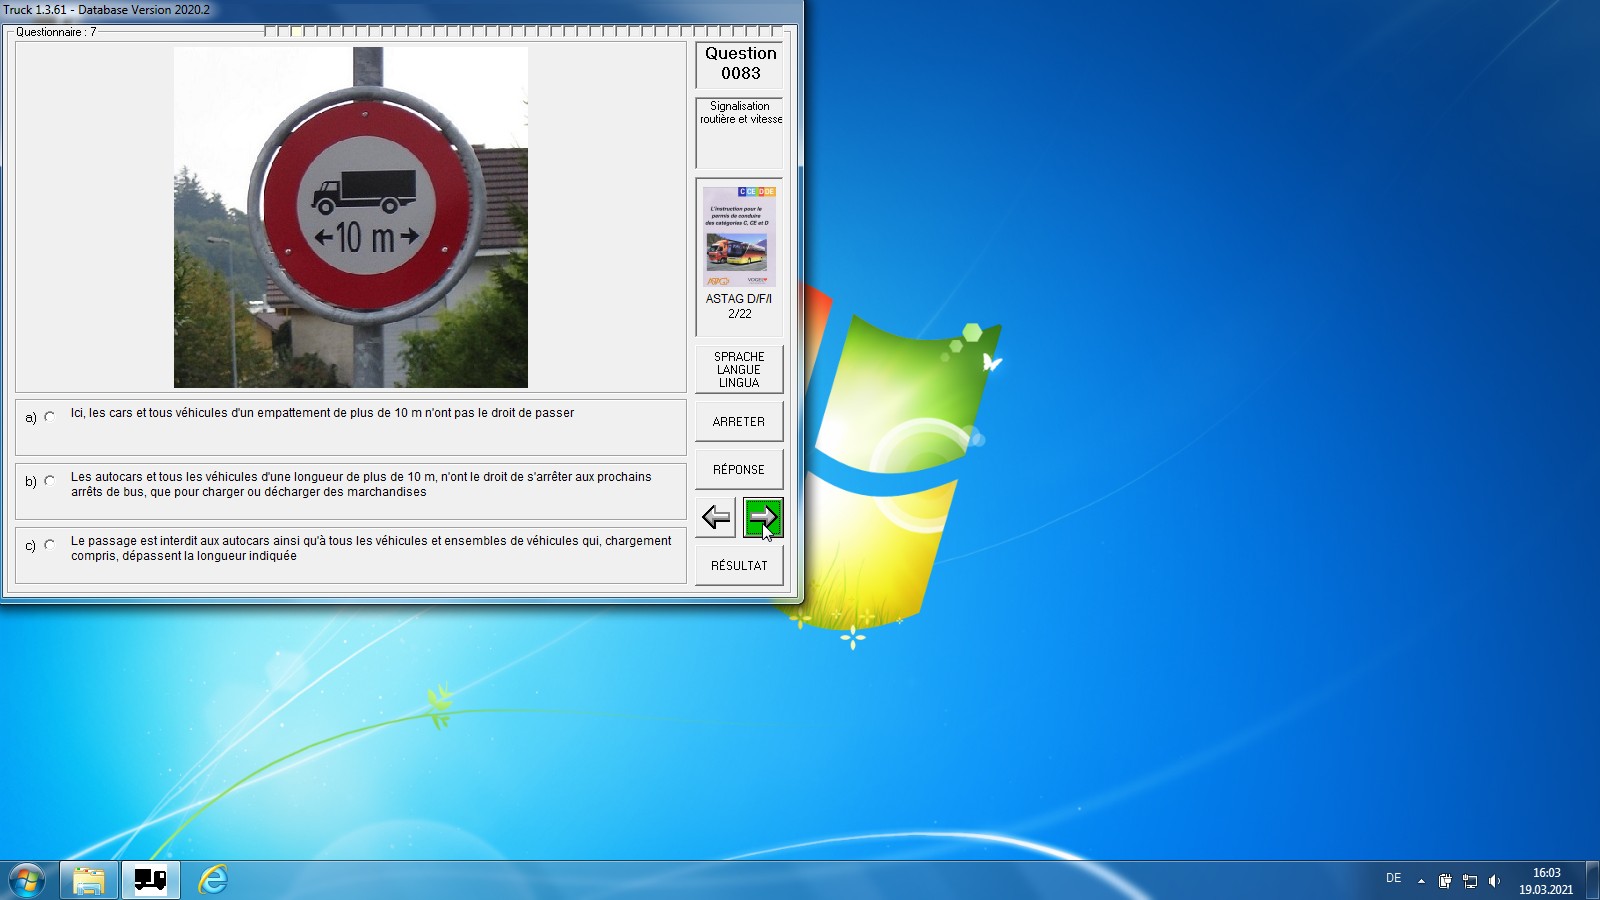 Truck 1.3.61 - Database Version 2020.2
Questionnaire : 7
10 m
Question
0083
Signalisation
routière et vitesse
C CE D DE
L'instruction pour le
permis de conduire
des catégories C, CE et D
ASTAG D/F/I
2/22
SPRACHE
LANGUE
LINGUA
ARRETER
RÉPONSE
RÉSULTAT
a) Ici, les cars et tous véhicules d'un empattement de plus de 10 m n'ont pas le droit de passer
b) Les autocars et tous les véhicules d'une longueur de plus de 10 m, n'ont le droit de s'arrêter aux prochains
arrêts de bus, que pour charger ou décharger des marchandises
c) Le passage est interdit aux autocars ainsi qu'à tous les véhicules et ensembles de véhicules qui, chargement
compris, dépassent la longueur indiquée
DE
16:03
19.03.2021